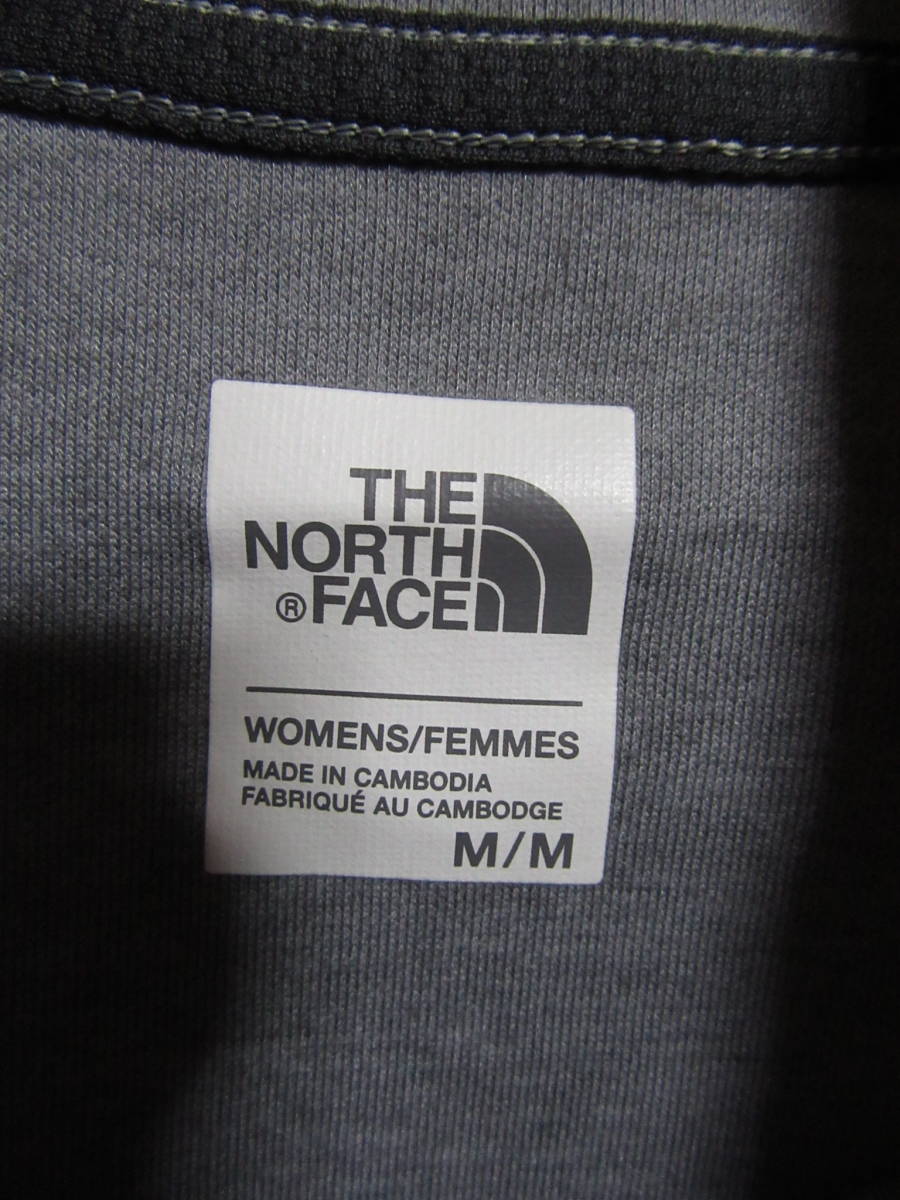 THE
NORTH
® FACE
WOMENS/FEMMES
MADE IN CAMBODIA
FABRIQUÉ AU CAMBODGE
M/M